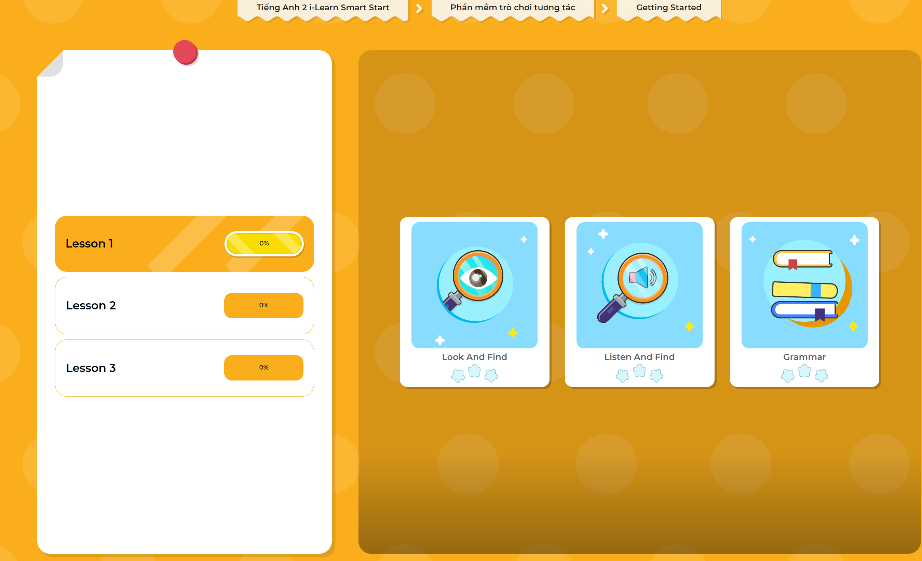 Tiếng Anh 2 i-Learn Smart Start
Phần mềm trò chơi tương tác
Getting Started
Lesson 1
0%
Lesson 2
0%
Lesson 3
0%
Look And Find
Listen And Find
Grammar